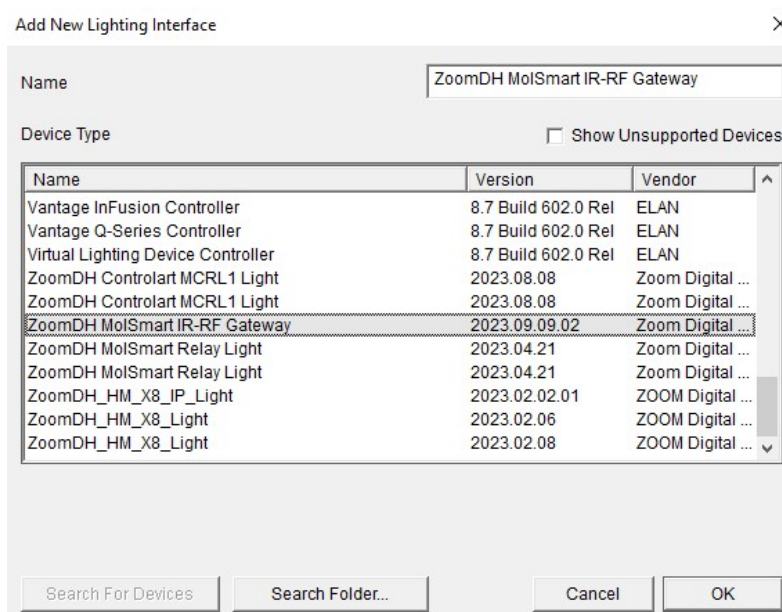 Add New Lighting Interface
Name ZoomDH MolSmart IR-RF Gateway
Device Type Show Unsupported Devices
Name Version Vendor
Vantage InFusion Controller 8.7 Build 602.0 Rel ELAN
Vantage Q-Series Controller 8.7 Build 602.0 Rel ELAN
Virtual Lighting Device Controller 8.7 Build 602.0 Rel ELAN
ZoomDH Controlart MCRL1 Light 2023.08.08 Zoom Digital ...
ZoomDH Controlart MCRL1 Light 2023.08.08 Zoom Digital ...
ZoomDH MolSmart IR-RF Gateway 2023.09.09.02 Zoom Digital ...
ZoomDH MolSmart Relay Light 2023.04.21 Zoom Digital ...
ZoomDH MolSmart Relay Light 2023.04.21 Zoom Digital ...
ZoomDH_HM_X8_IP_Light 2023.02.02.01 ZOOM Digital ...
ZoomDH_HM_X8_Light 2023.02.06 ZOOM Digital ...
ZoomDH_HM_X8_Light 2023.02.08 ZOOM Digital ...
Search For Devices Search Folder... Cancel OK